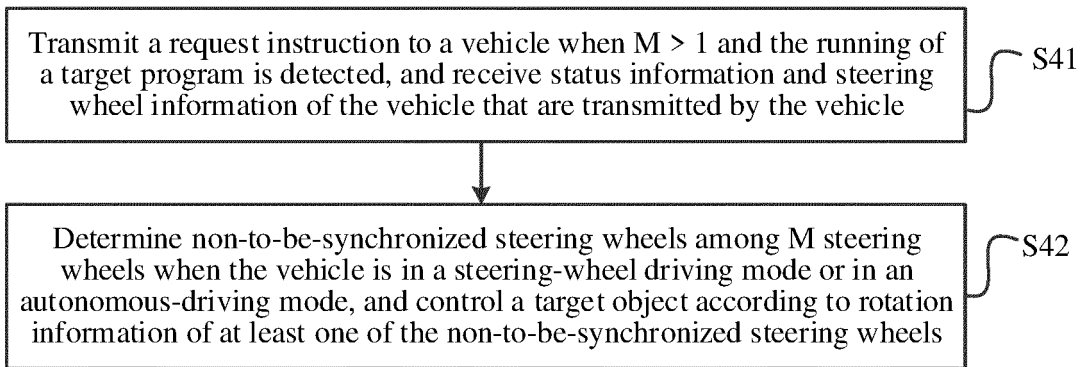 Transmit a request instruction to a vehicle when M > 1 and the running of
a target program is detected, and receive status information and steering
wheel information of the vehicle that are transmitted by the vehicle
S41
Determine non-to-be-synchronized steering wheels among M steering
wheels when the vehicle is in a steering-wheel driving mode or in an
autonomous-driving mode, and control a target object according to rotation
information of at least one of the non-to-be-synchronized steering wheels
S42